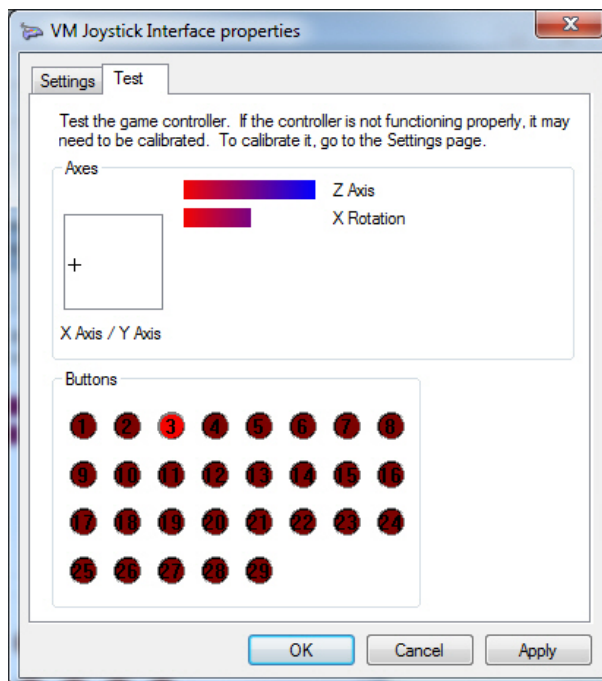 VM Joystick Interface properties
Settings Test
Test the game controller. If the controller is not functioning properly, it may
need to be calibrated. To calibrate it, go to the Settings page.
Axes
Z Axis
X Rotation
X Axis / Y Axis
Buttons
1 2 3 4 5 6 7 8
9 10 11 12 13 14 15 16
17 18 19 20 21 22 23 24
25 26 27 28 29
OK Cancel Apply